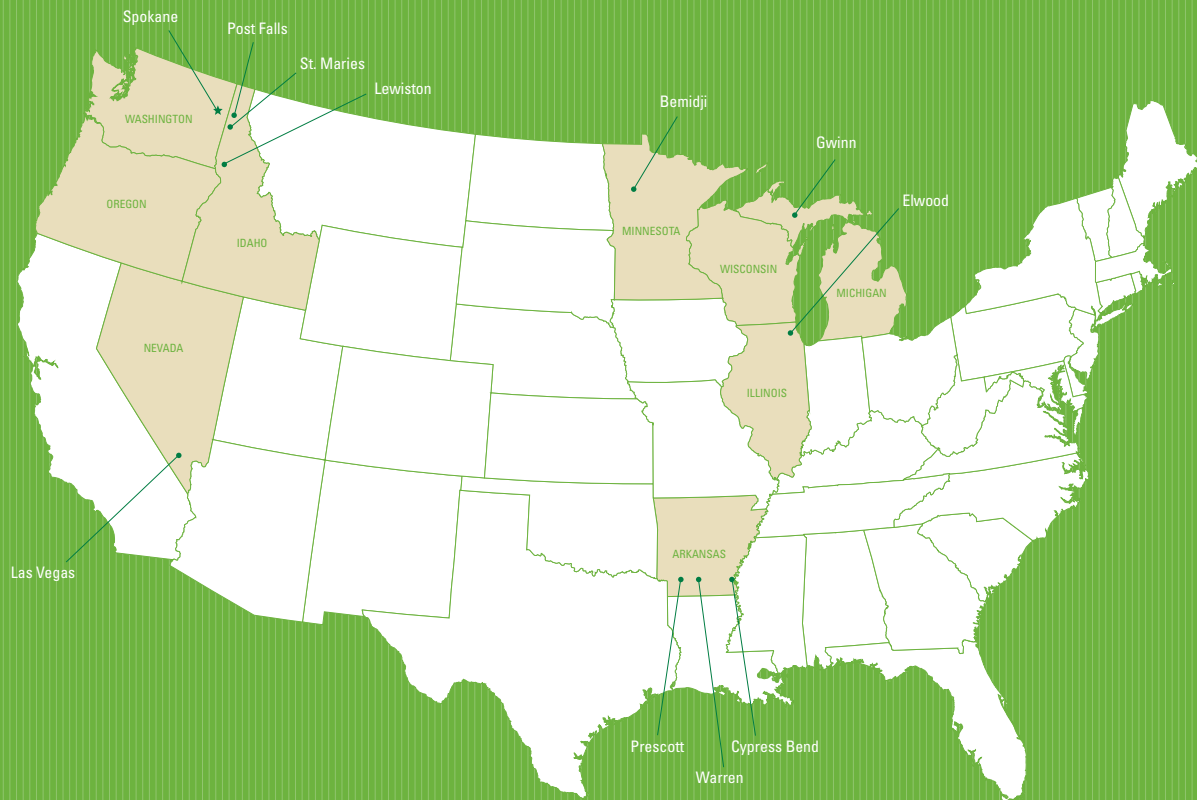 Spokane
Post Falls
St. Maries
Lewiston
Bemidji
Gwinn
Elwood
WASHINGTON
OREGON
IDAHO
MINNESOTA
WISCONSIN
MICHIGAN
NEVADA
ILLINOIS
ARKANSAS
Las Vegas
Prescott
Cypress Bend
Warren